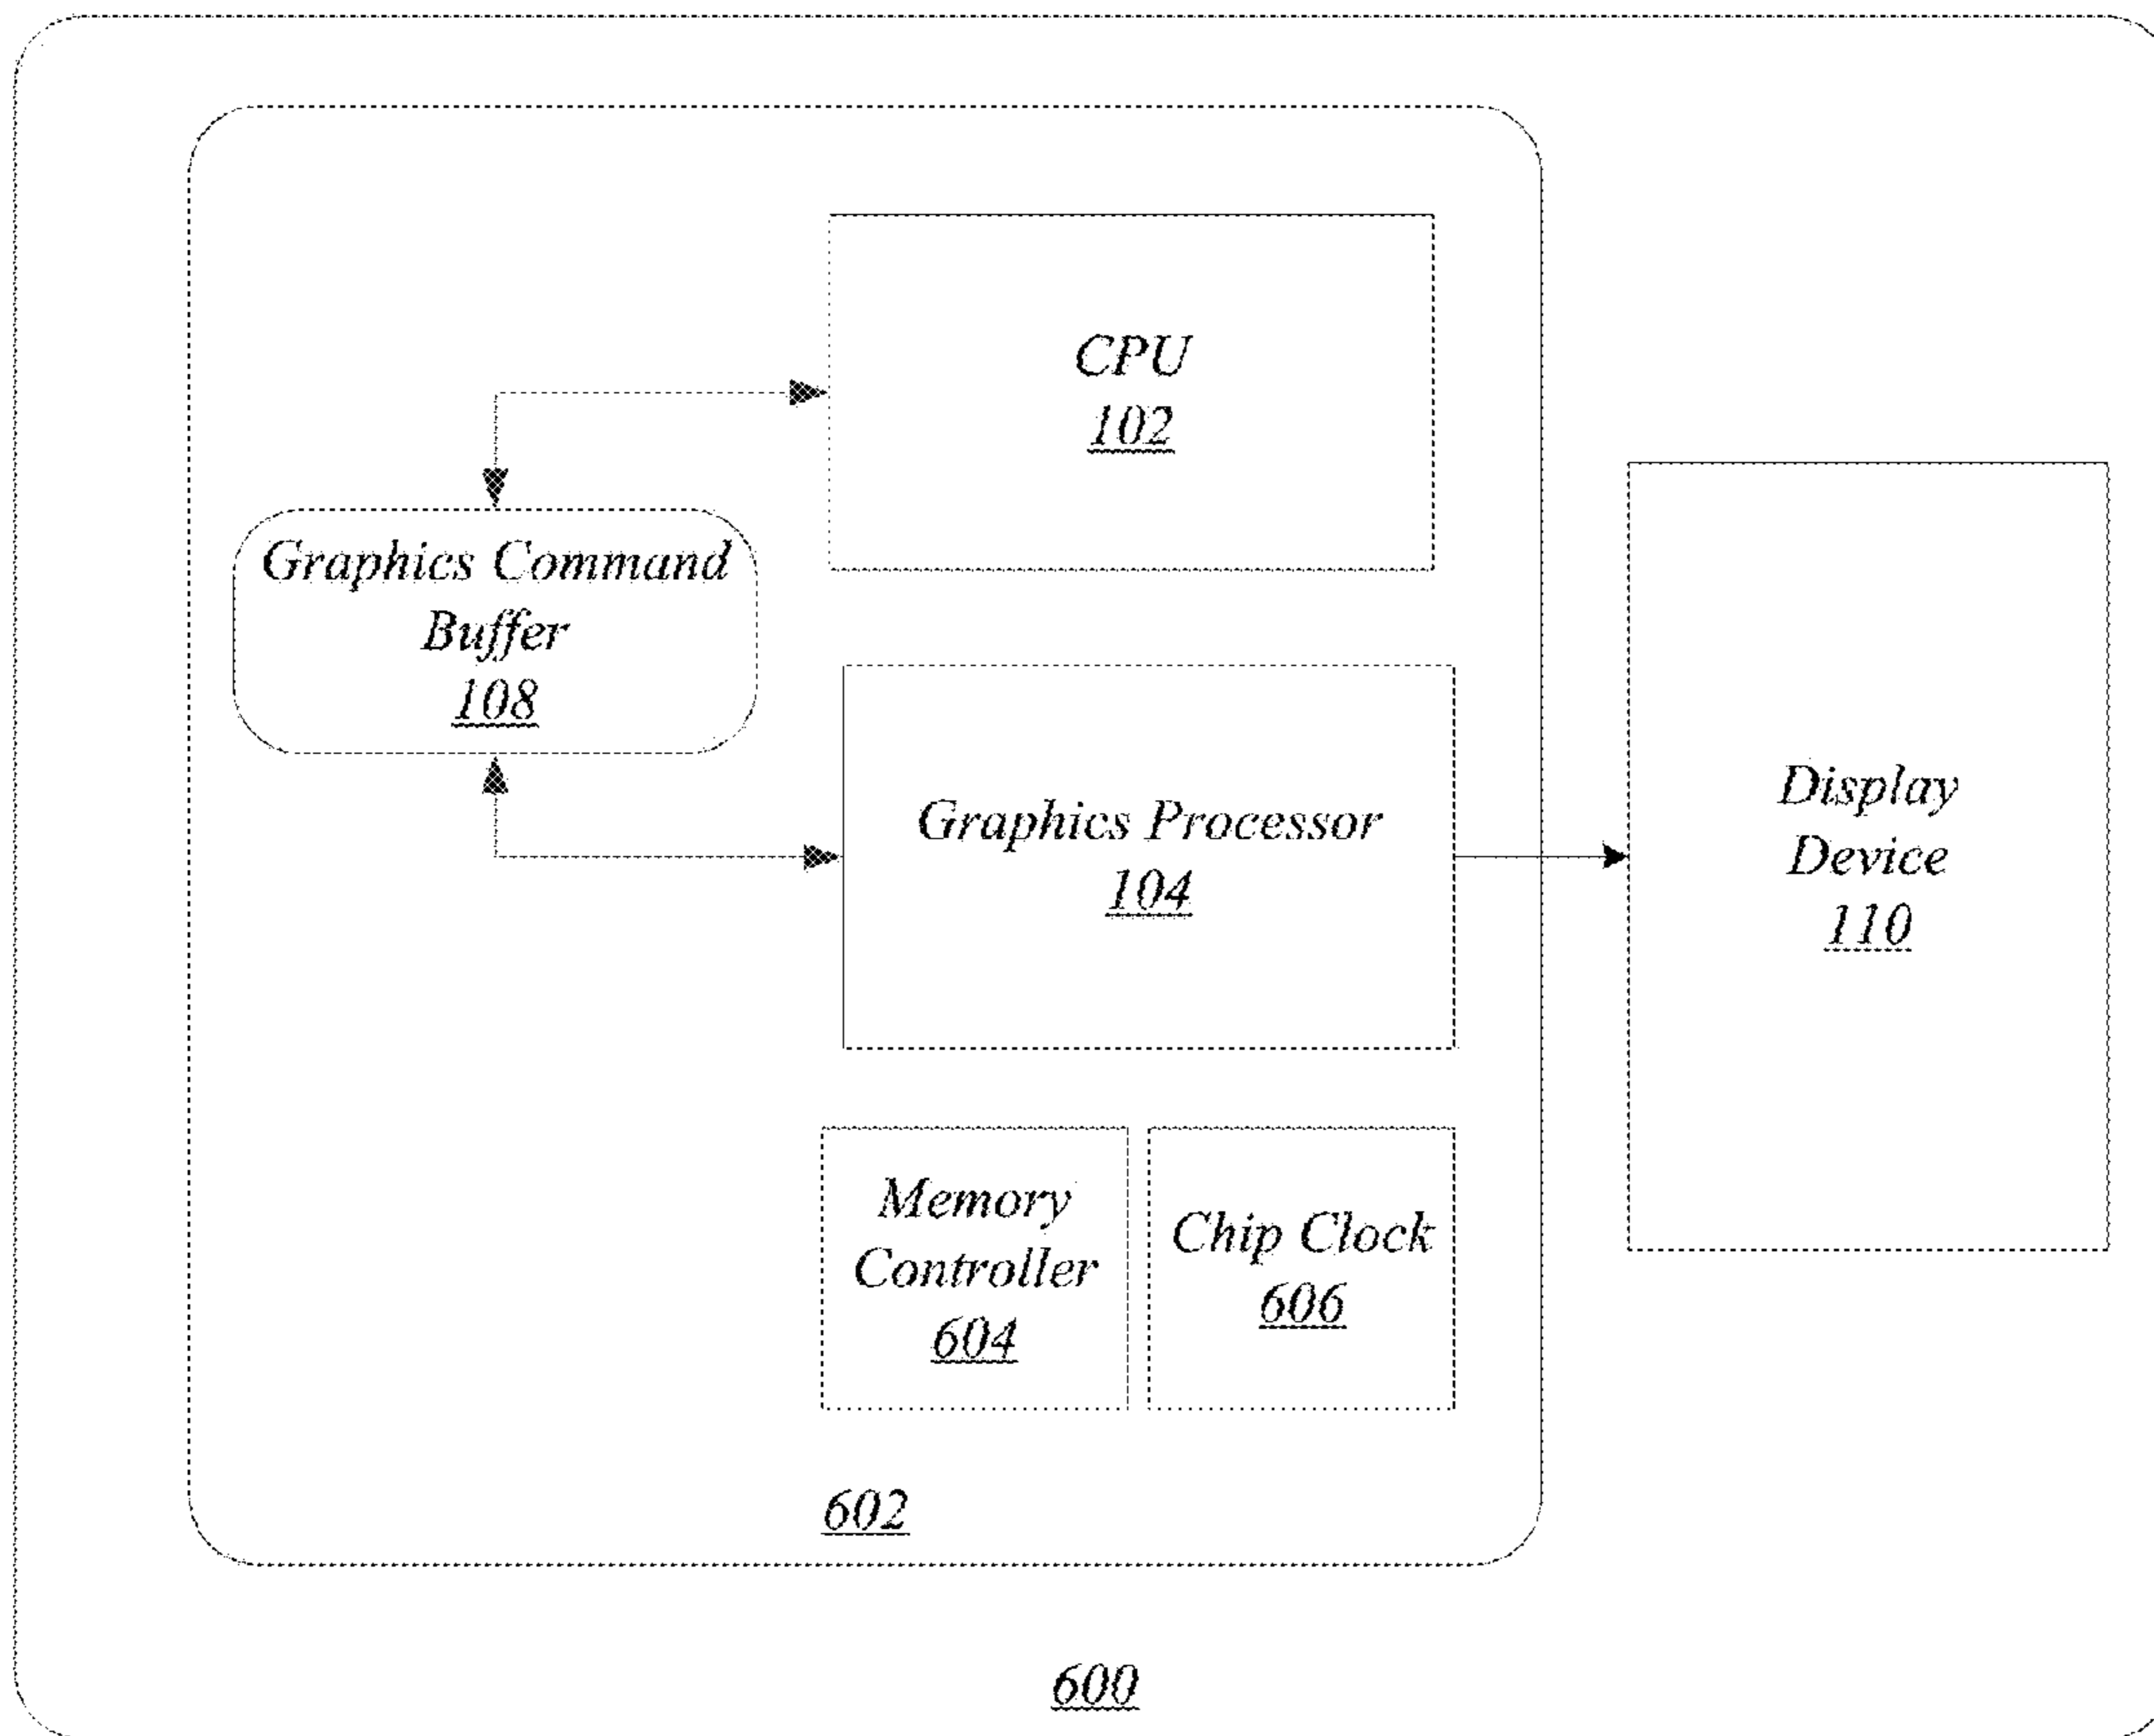 CPU
102
Graphics Command
Buffer
108
Graphics Processor
104
Display
Device
110
Memory
Controller
604
Chip Clock
606
602
600